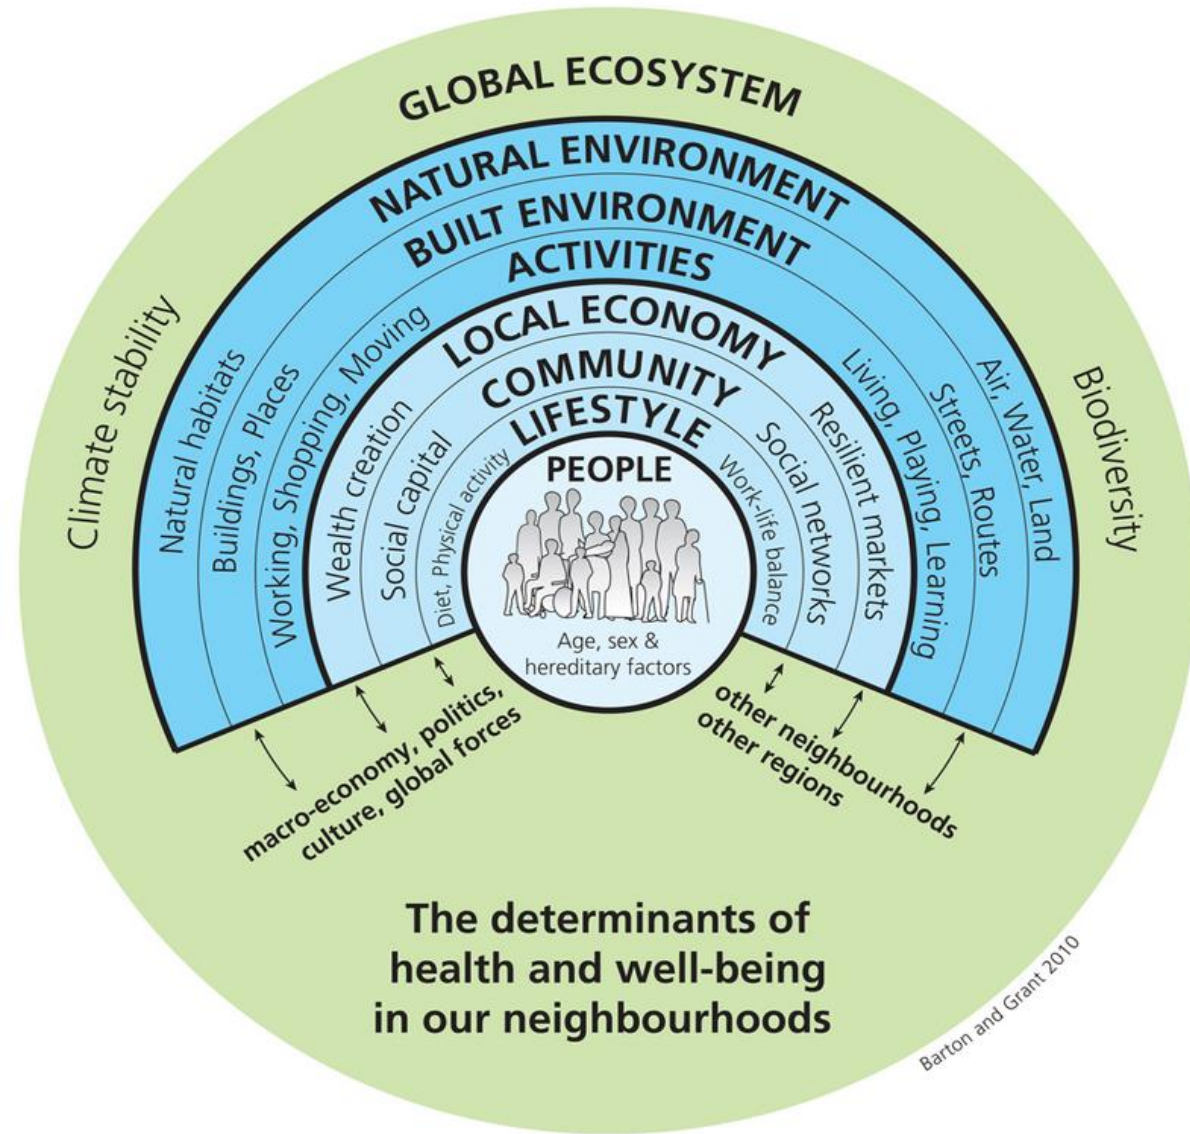 GLOBAL ECOSYSTEM
Climate stability
Biodiversity
NATURAL ENVIRONMENT
Natural habitats
Air, Water, Land
BUILT ENVIRONMENT
Buildings, Places
Streets, Routes
ACTIVITIES
Working, Shopping, Moving
Living, Playing, Learning
LOCAL ECONOMY
Wealth creation
Resilient markets
COMMUNITY
Social capital
Social networks
LIFESTYLE
Diet, Physical activity
Work-life balance
PEOPLE
Age, sex &
hereditary factors
macro-economy, politics,
culture, global forces
other neighbourhoods
other regions
The determinants of
health and well-being
in our neighbourhoods
Barton and Grant 2010